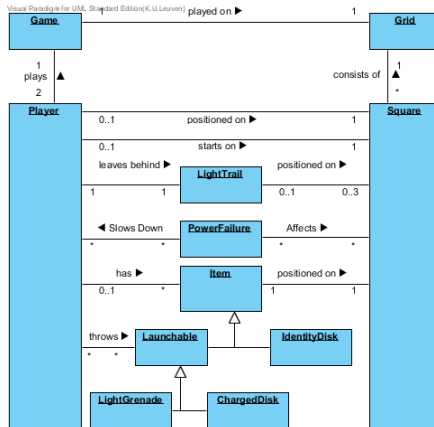 Visual Paradigm for UML Standard Edition(K.U.Leuven)
1 played on ▶ 1
Game Grid
1 1
plays ▲ consists of ▲
2 *
Player Square
0..1 positioned on ▶ 1
starts on ▶
0..1 1
leaves behind ▶ LightTrail positioned on ▶
1 1 0..1 0..3
◀ Slows Down PowerFailure Affects ▶
* * * *
has ▶ Item positioned on ▶
0..1 * 1 1
throws ▶ Launchable IdentityDisk
* *
LightGrenade ChargedDisk